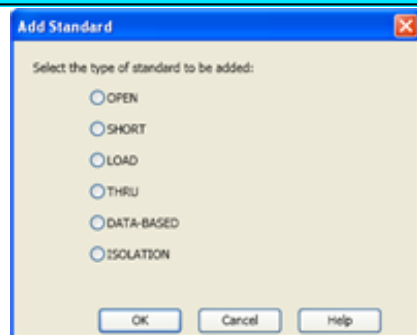 Add Standard
Select the type of standard to be added:
OPEN
SHORT
LOAD
THRU
DATA-BASED
ISOLATION
OK Cancel Help